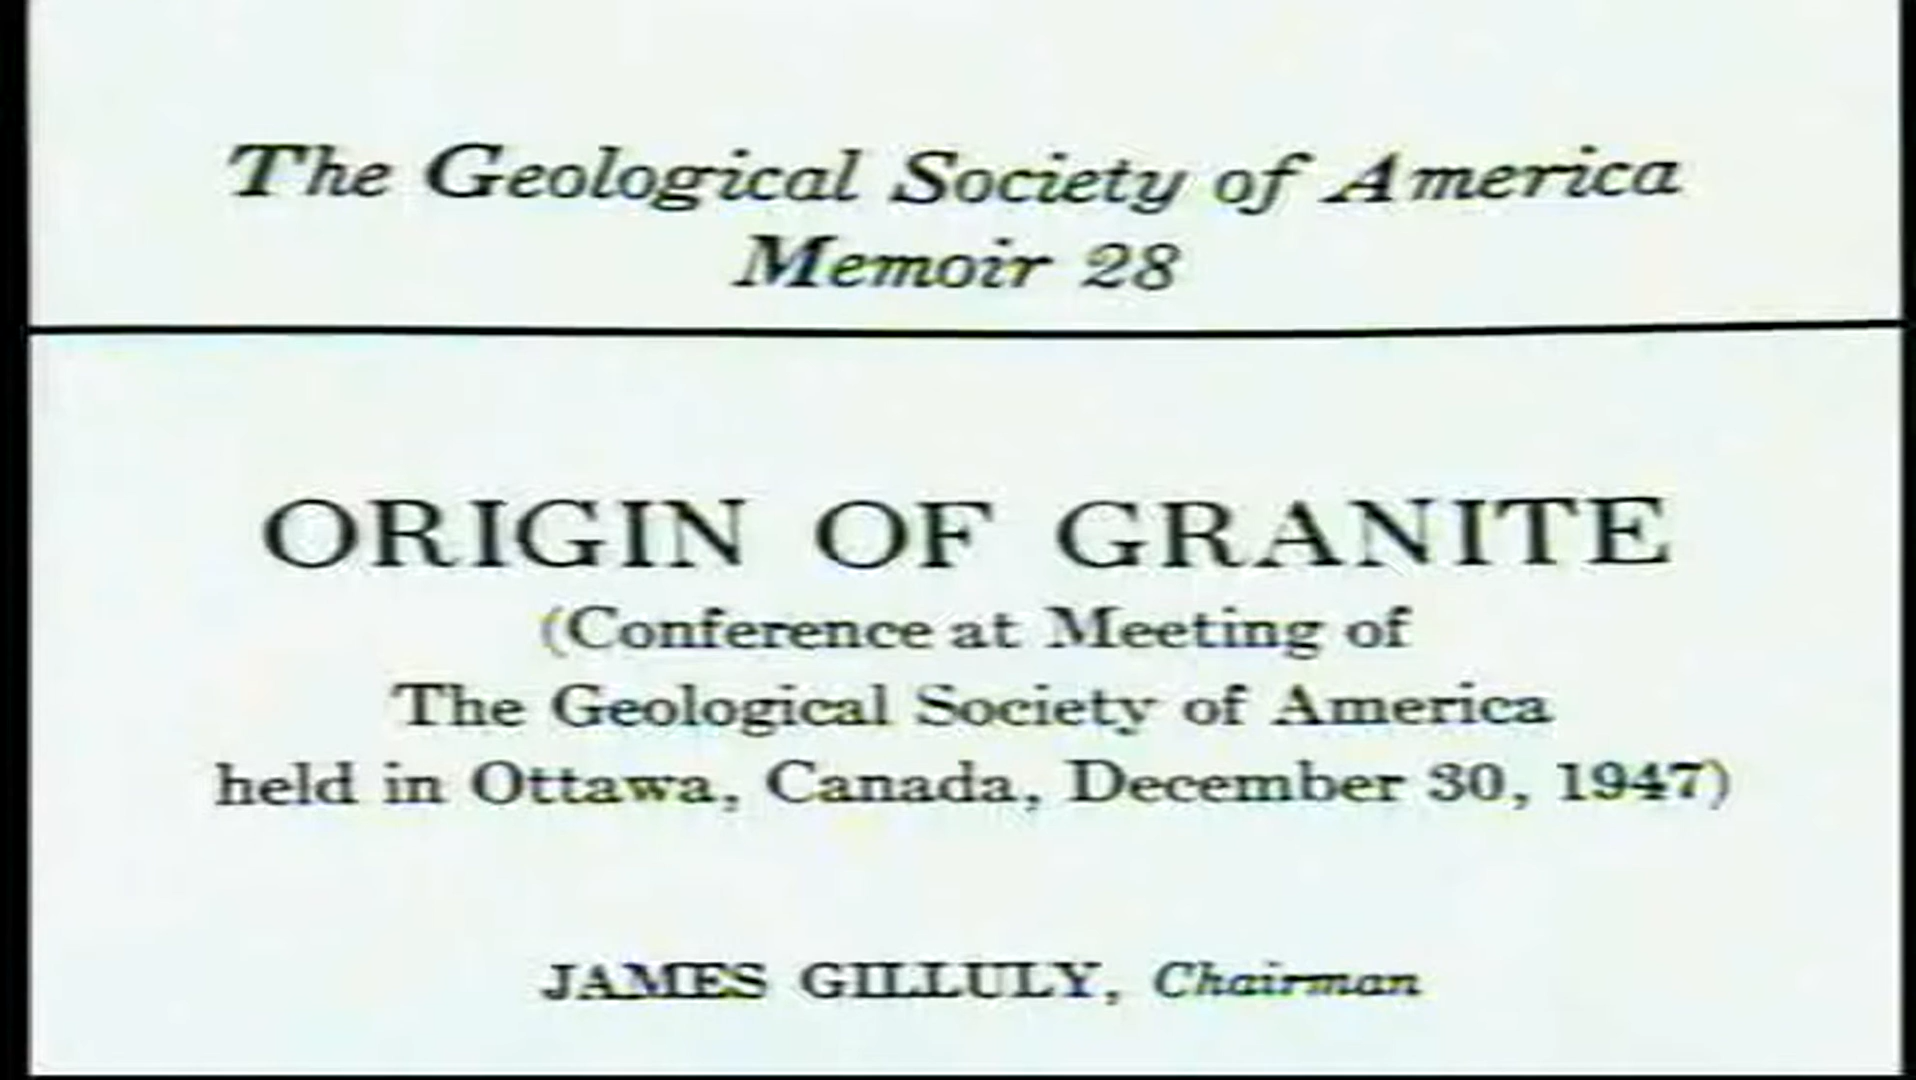 The Geological Society of America
Memoir 28
ORIGIN OF GRANITE
(Conference at Meeting of
The Geological Society of America
held in Ottawa, Canada, December 30, 1947)
JAMES GILLULY, Chairman